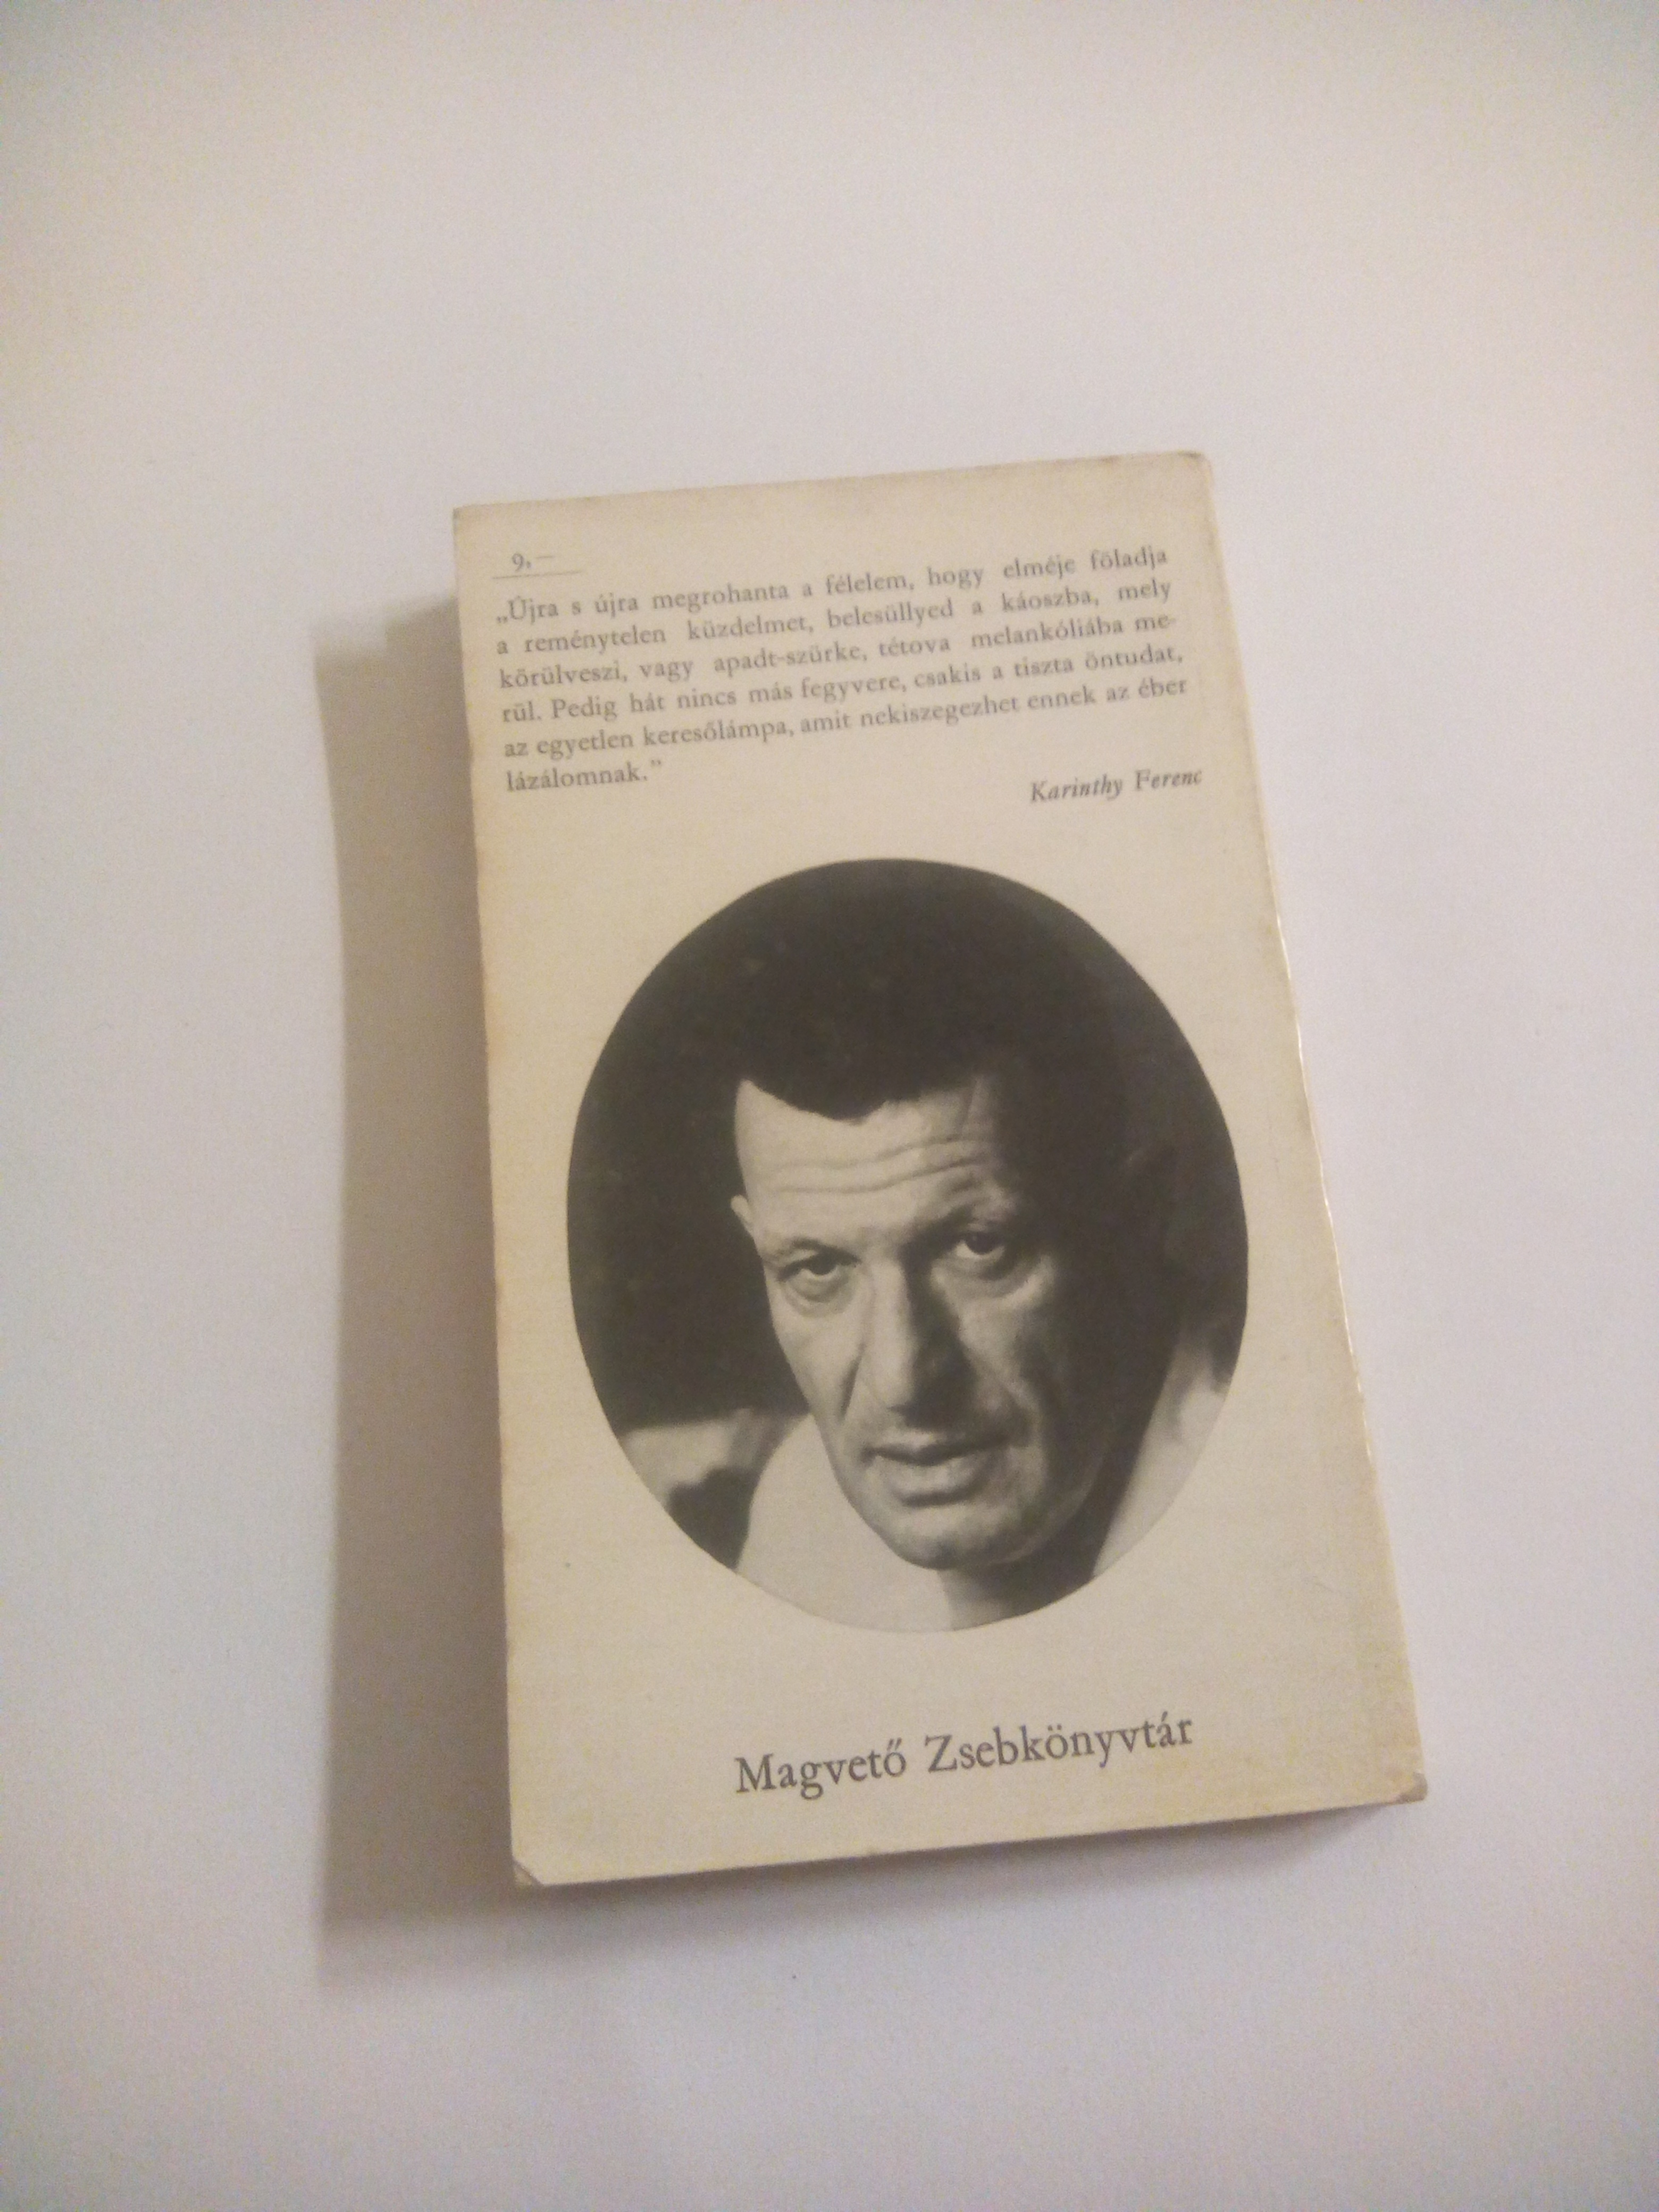 9,—
„Újra s újra megrohanta a félelem, hogy elméje föladja
a reménytelen küzdelmet, belesüllyed a káoszba, mely
körülveszi, vagy apadt-szürke, tétova melankóliába me-
rül. Pedig hát nincs más fegyvere, csakis a tiszta öntudat,
az egyetlen keresőlámpa, amit nekiszegezhet ennek az éber
lázálomnak.”
Karinthy Ferenc
Magvető Zsebkönyvtár